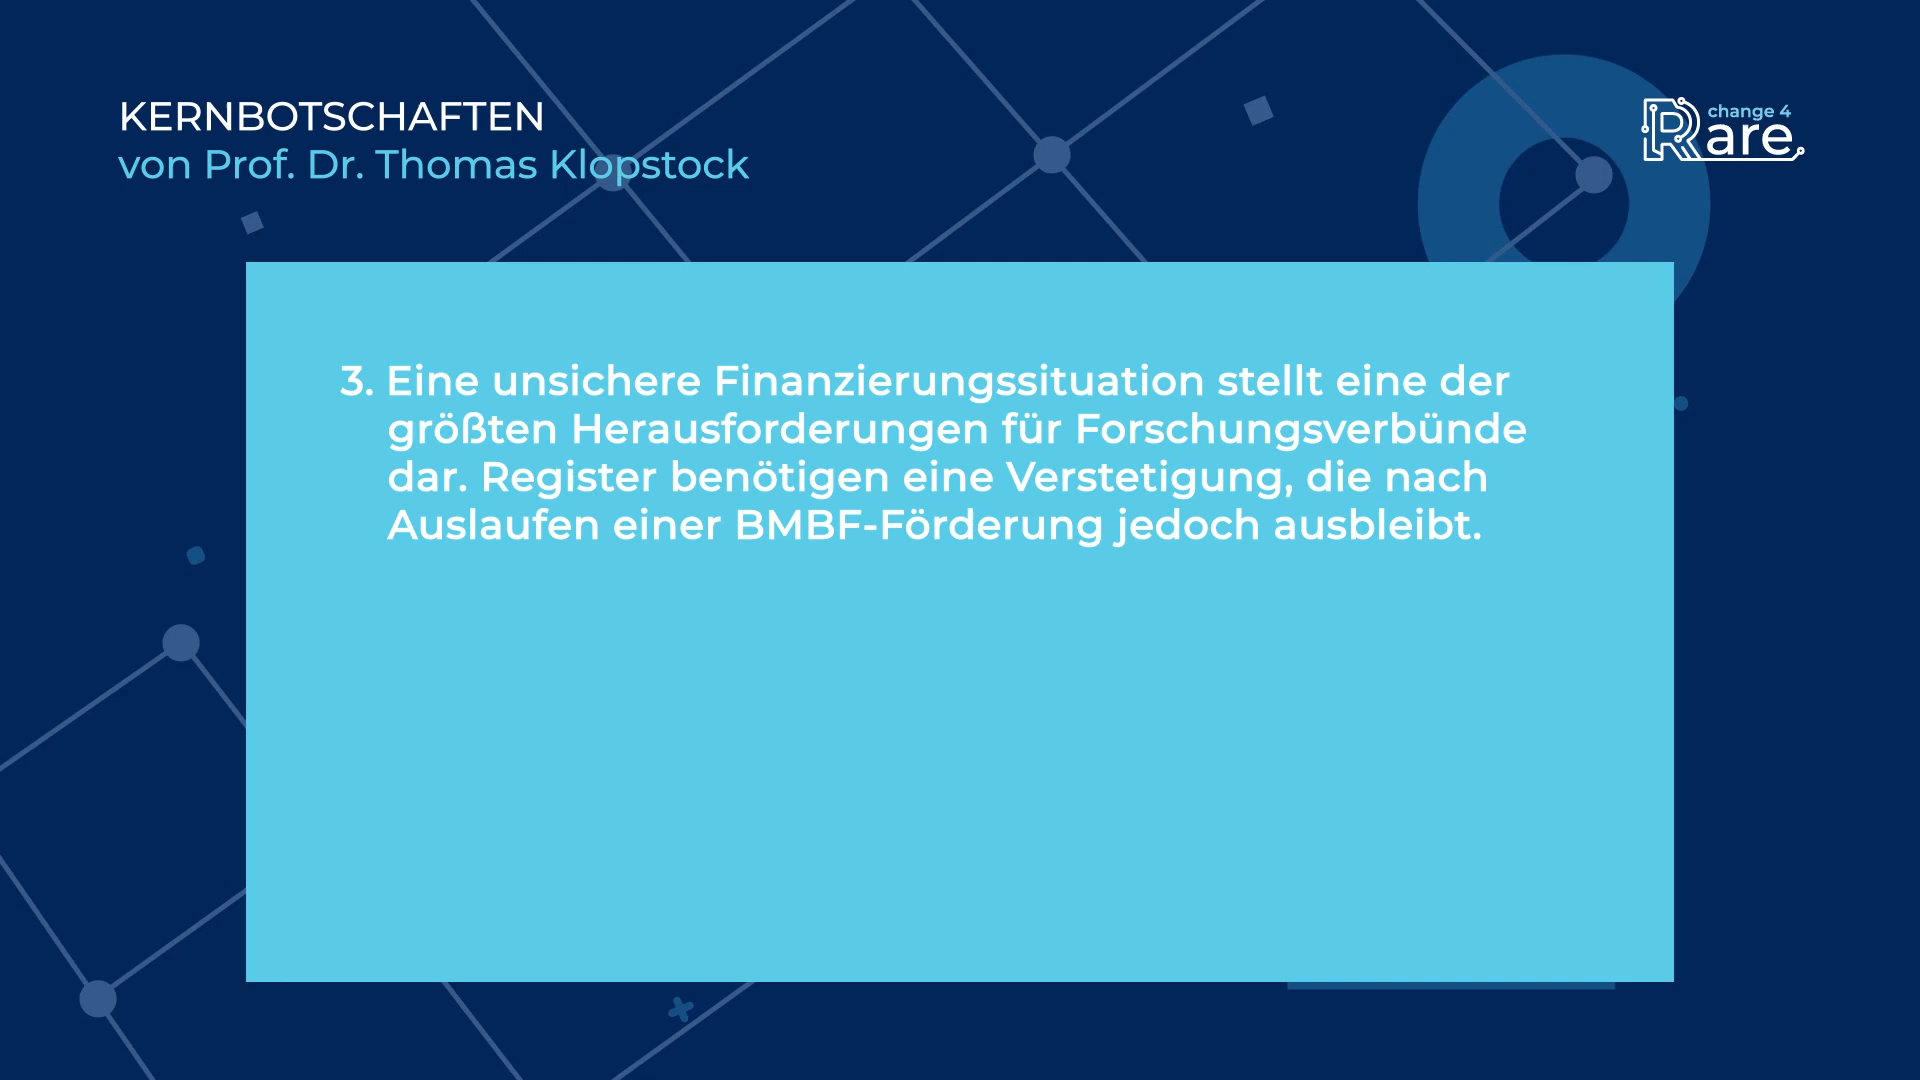 KERNBOTSCHAFTEN
von Prof. Dr. Thomas Klopstock
change 4
Rare
3. Eine unsichere Finanzierungssituation stellt eine der
größten Herausforderungen für Forschungsverbünde
dar. Register benötigen eine Verstetigung, die nach
Auslaufen einer BMBF-Förderung jedoch ausbleibt.